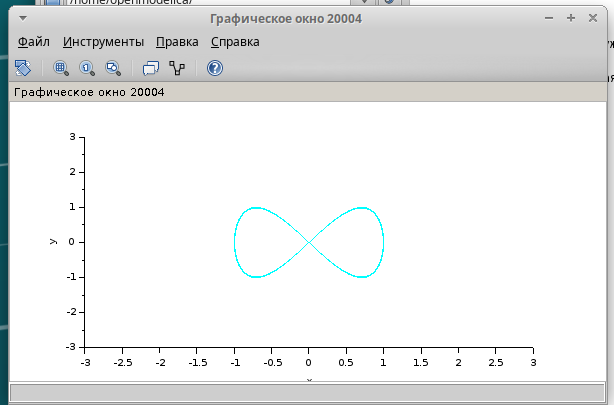 /home/openmodelica/
Графическое окно 20004
Файл Инструменты Правка Справка
Графическое окно 20004
3
2
1
y 0
-1
-2
-3
-3 -2.5 -2 -1.5 -1 -0.5 0 0.5 1 1.5 2 2.5 3